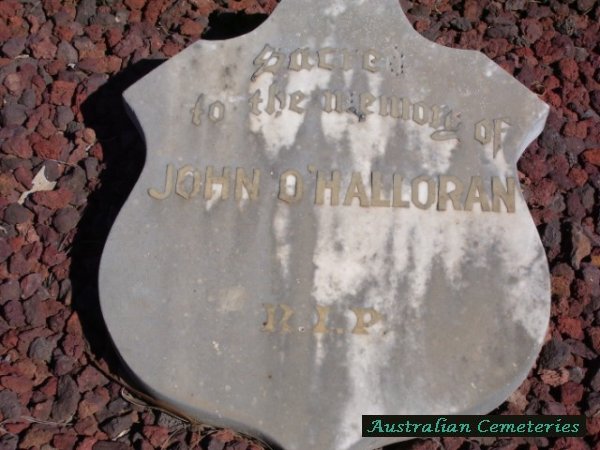 Sacred
to the memory of
JOHN O'HALLORAN
R.I.P.
Australian Cemeteries